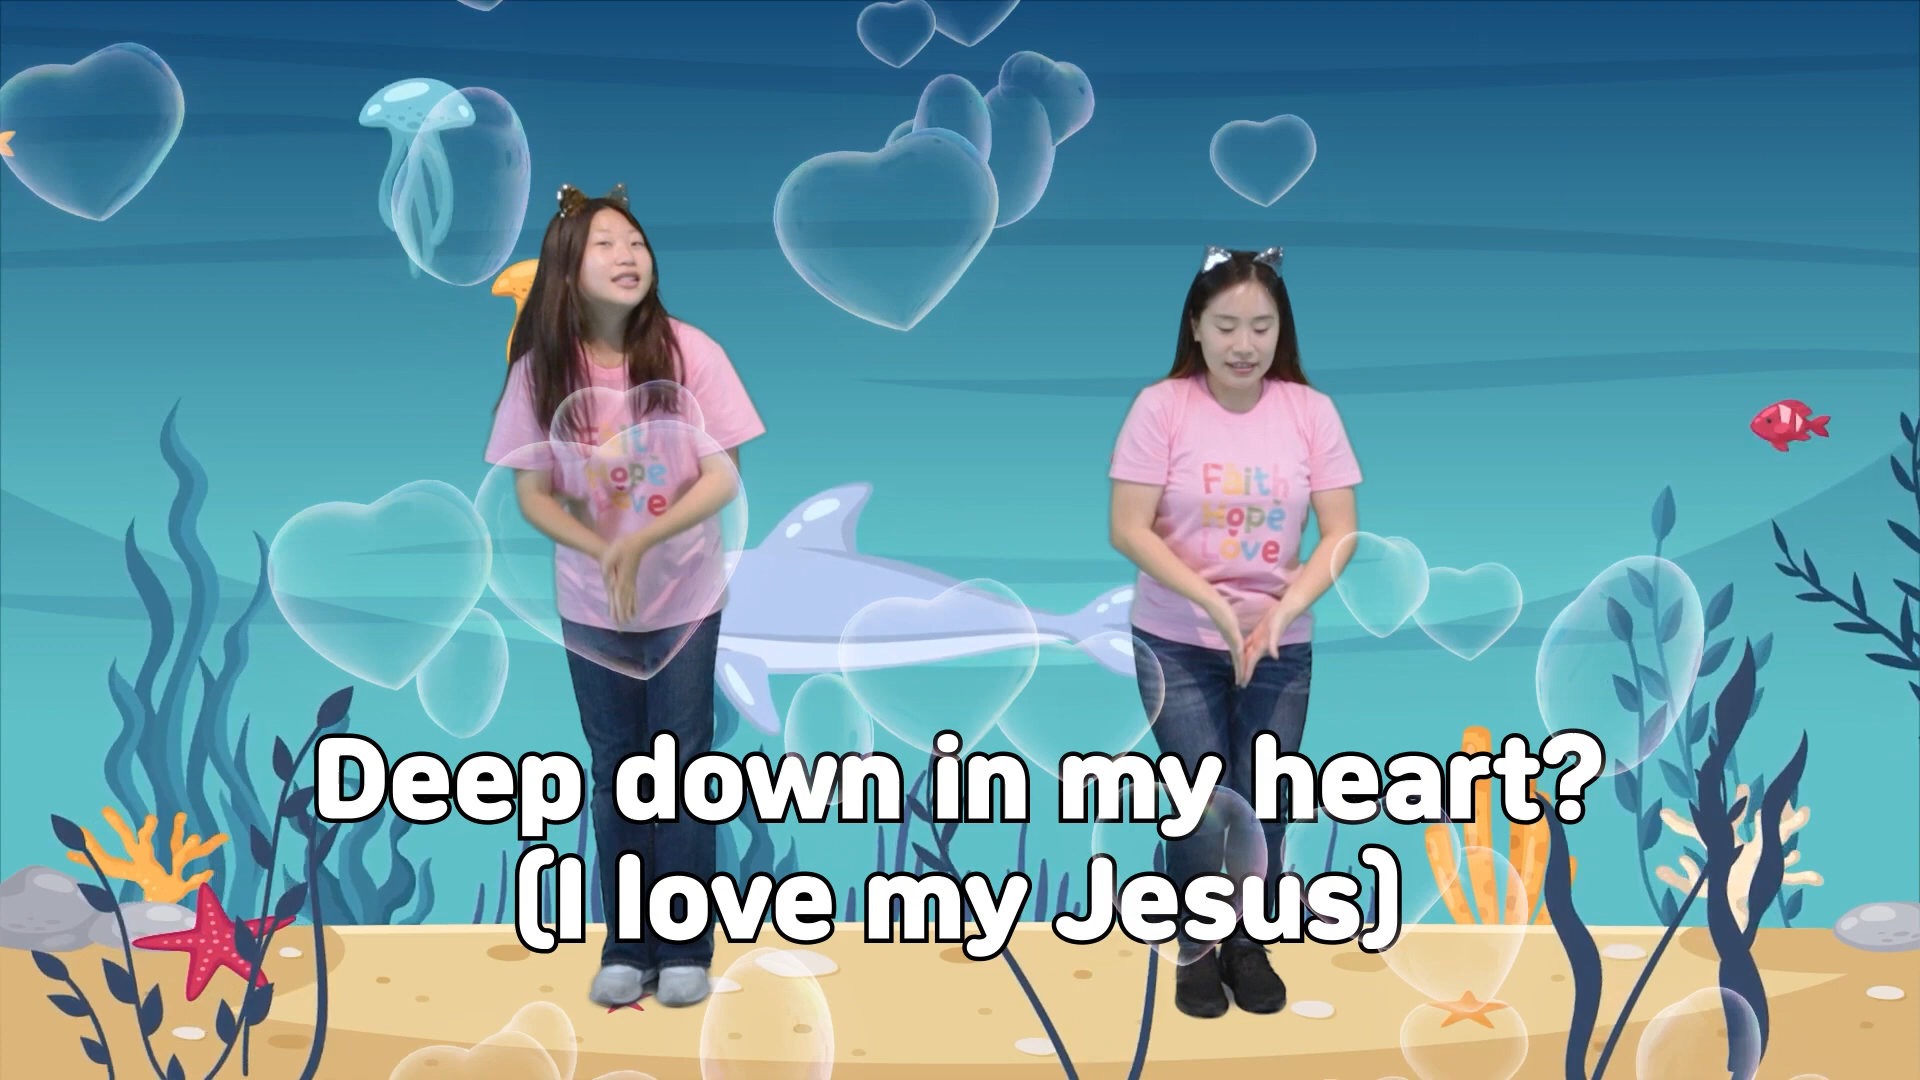 Faith
Hope
Love
Faith
Hope
Love
Deep down in my heart?
(I love my Jesus)